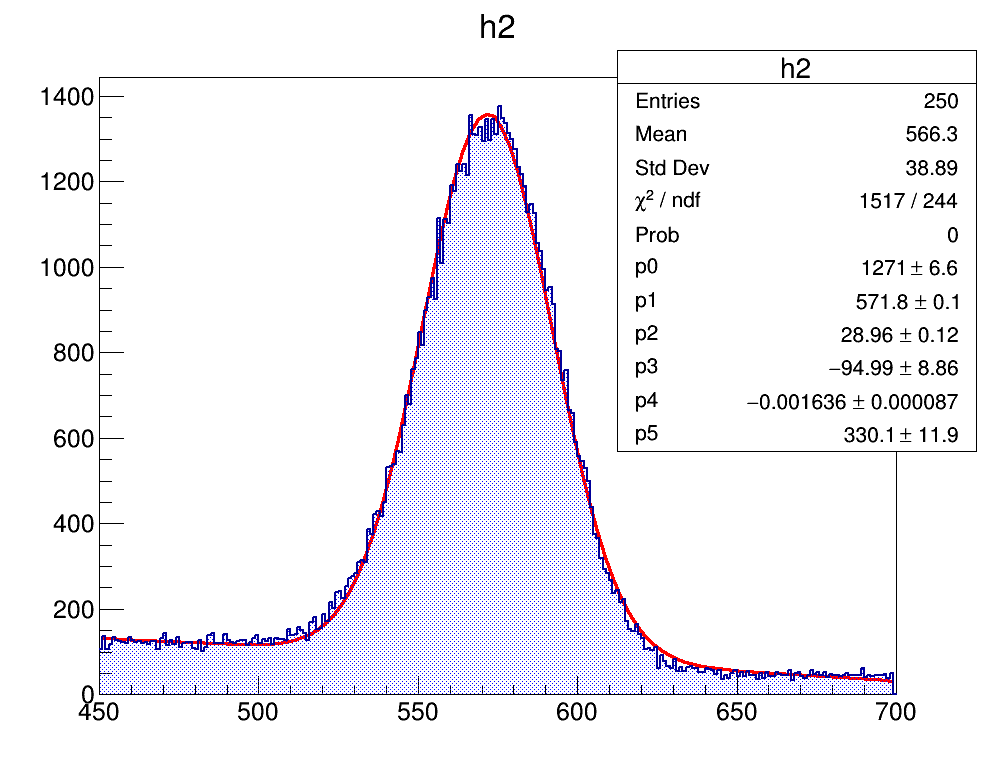 h2
h2
Entries 250
Mean 566.3
Std Dev 38.89
χ² / ndf 1517 / 244
Prob 0
p0 1271 ± 6.6
p1 571.8 ± 0.1
p2 28.96 ± 0.12
p3 −94.99 ± 8.86
p4 −0.001636 ± 0.000087
p5 330.1 ± 11.9
1400
1200
1000
800
600
400
200
0
450 500 550 600 650 700